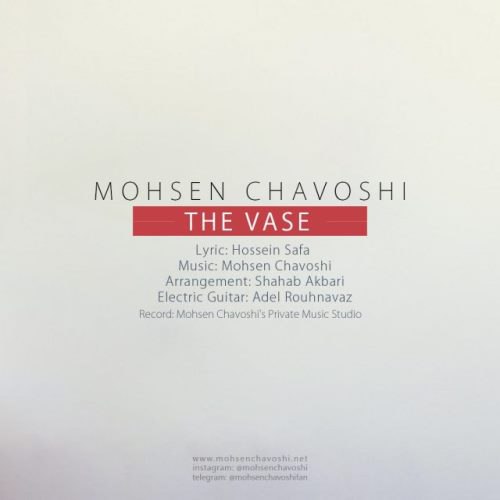 MOHSEN CHAVOSHI
THE VASE
Lyric: Hossein Safa
Music: Mohsen Chavoshi
Arrangement: Shahab Akbari
Electric Guitar: Adel Rouhnavaz
Record: Mohsen Chavoshi's Private Music Studio
www.mohsenchavoshi.net
instagram: @mohsenchavoshi
telegram: @mohsenchavoshifan